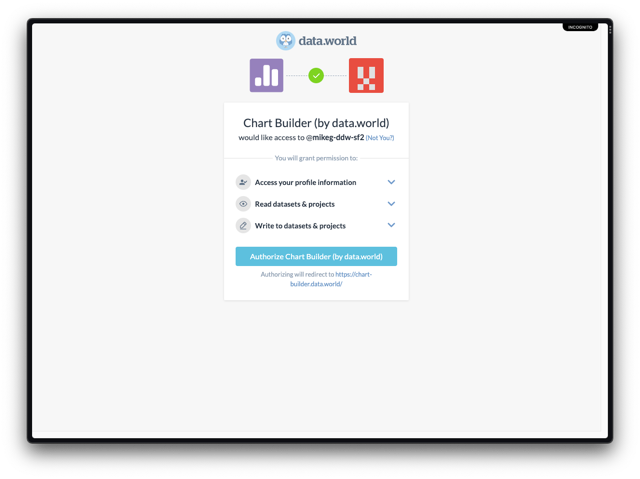 INCOGNITO
data.world
Chart Builder (by data.world)
would like access to @mikeg-ddw-sf2 (Not You?)
You will grant permission to:
Access your profile information
Read datasets & projects
Write to datasets & projects
Authorize Chart Builder (by data.world)
Authorizing will redirect to https://chart-
builder.data.world/